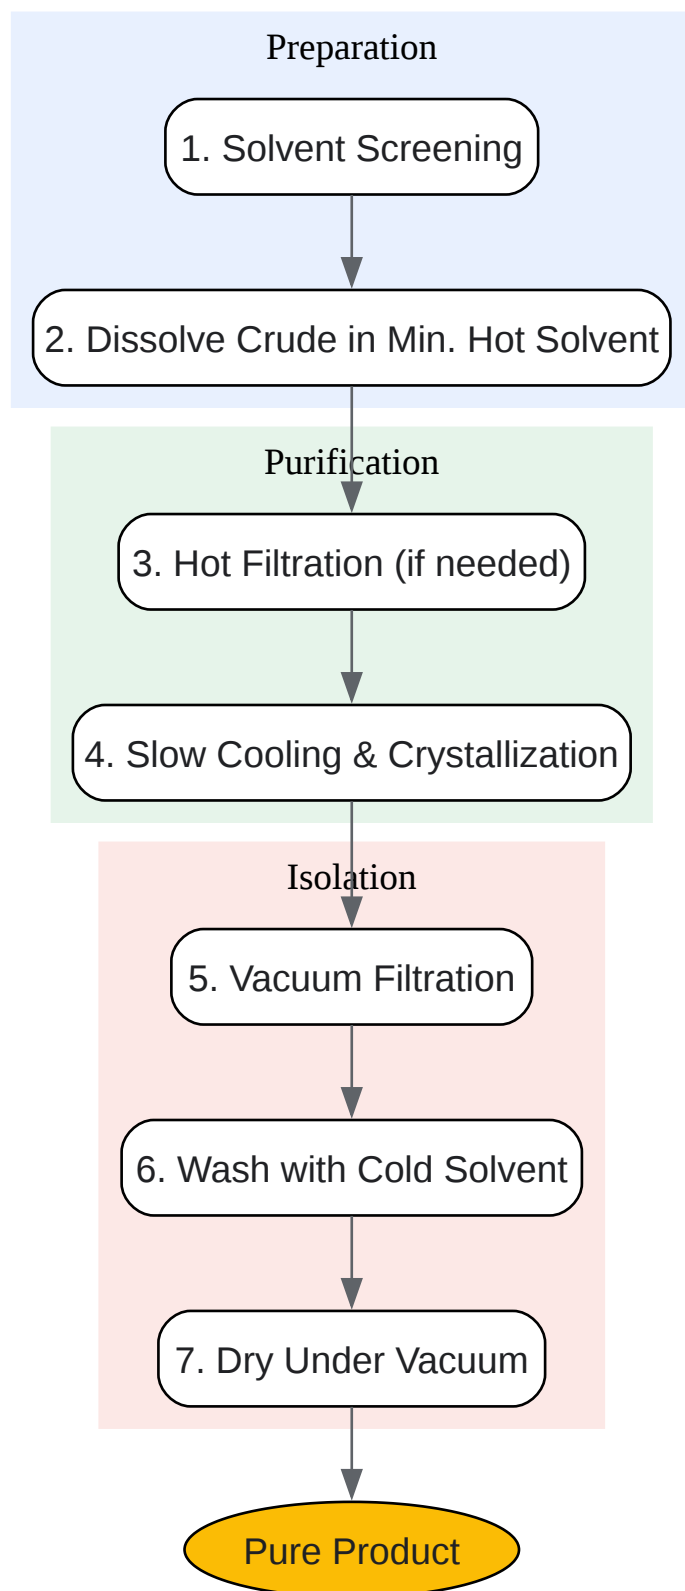 Preparation
1. Solvent Screening
2. Dissolve Crude in Min. Hot Solvent
Purification
3. Hot Filtration (if needed)
4. Slow Cooling & Crystallization
Isolation
5. Vacuum Filtration
6. Wash with Cold Solvent
7. Dry Under Vacuum
Pure Product